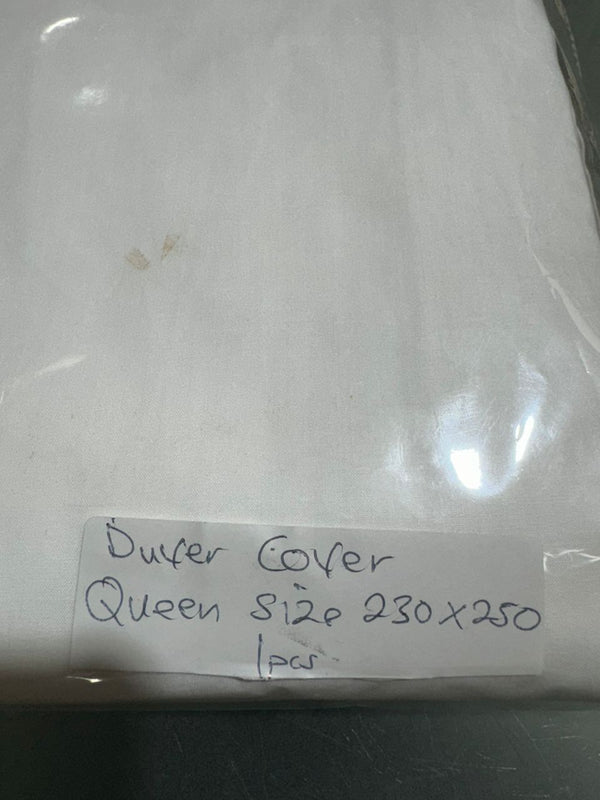 Duver Cover
Queen Size 230x250
1pcs